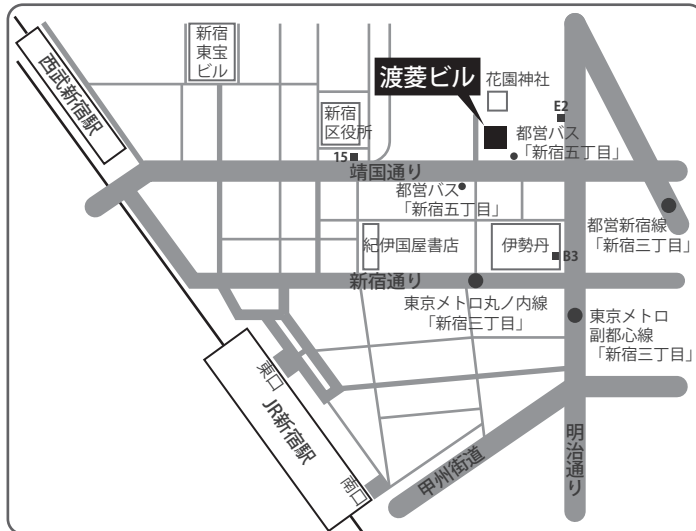 西武新宿駅
新宿
東宝
ビル
新宿
区役所
15
渡菱ビル
花園神社
E2
都営バス
「新宿五丁目」
靖国通り
都営バス
「新宿五丁目」
都営新宿線
「新宿三丁目」
紀伊国屋書店
伊勢丹
B3
新宿通り
東京メトロ丸ノ内線
「新宿三丁目」
東京メトロ
副都心線
「新宿三丁目」
東口
JR新宿駅
南口
甲州街道
明治通り